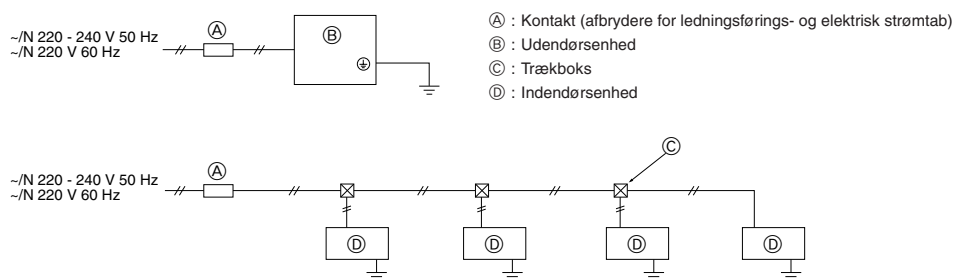 ~/N 220 - 240 V 50 Hz
~/N 220 V 60 Hz
Ⓐ
Ⓑ
Ⓐ : Kontakt (afbrydere for ledningsførings- og elektrisk strømtab)
Ⓑ : Udendørsenhed
Ⓒ : Trækboks
Ⓓ : Indendørsenhed
~/N 220 - 240 V 50 Hz
~/N 220 V 60 Hz
Ⓐ
Ⓒ
Ⓓ Ⓓ Ⓓ Ⓓ